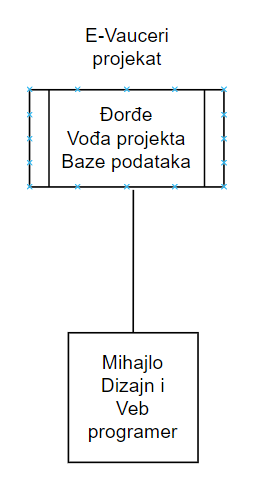 E-Vauceri
projekat
Đorđe
Vođa projekta
Baze podataka
Mihajlo
Dizajn i
Veb
programer